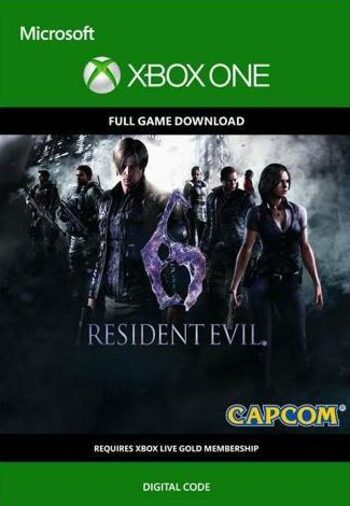 Microsoft
XBOX ONE
FULL GAME DOWNLOAD
6
RESIDENT EVIL®
CAPCOM®
REQUIRES XBOX LIVE GOLD MEMBERSHIP
DIGITAL CODE